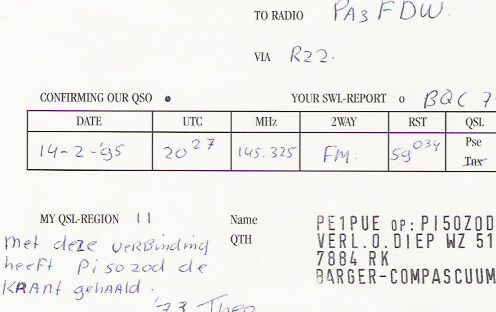 TO RADIO PA3FDW.
VIA R22.
CONFIRMING OUR QSO ● YOUR SWL-REPORT o BQC 7
DATE UTC MHz 2WAY RST QSL
14-2-'95 20 27 145.325 FM. 59 034 Pse
Tnx
MY QSL-REGION 11 Name PE1PUE OP: PI50ZOD
QTH VERL.O.DIEP WZ 51
7884 RK
BARGER-COMPASCUUM
Met deze VERBinding
heeft Pi50zod de
KRANT gehaald.
'73 Theo